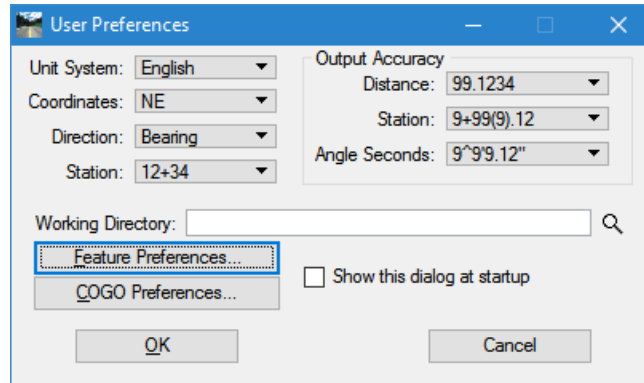 User Preferences
Unit System: English
Coordinates: NE
Direction: Bearing
Station: 12+34
Output Accuracy
Distance: 99.1234
Station: 9+99(9).12
Angle Seconds: 9^9'9.12"
Working Directory:
Feature Preferences...
Show this dialog at startup
COGO Preferences...
OK Cancel